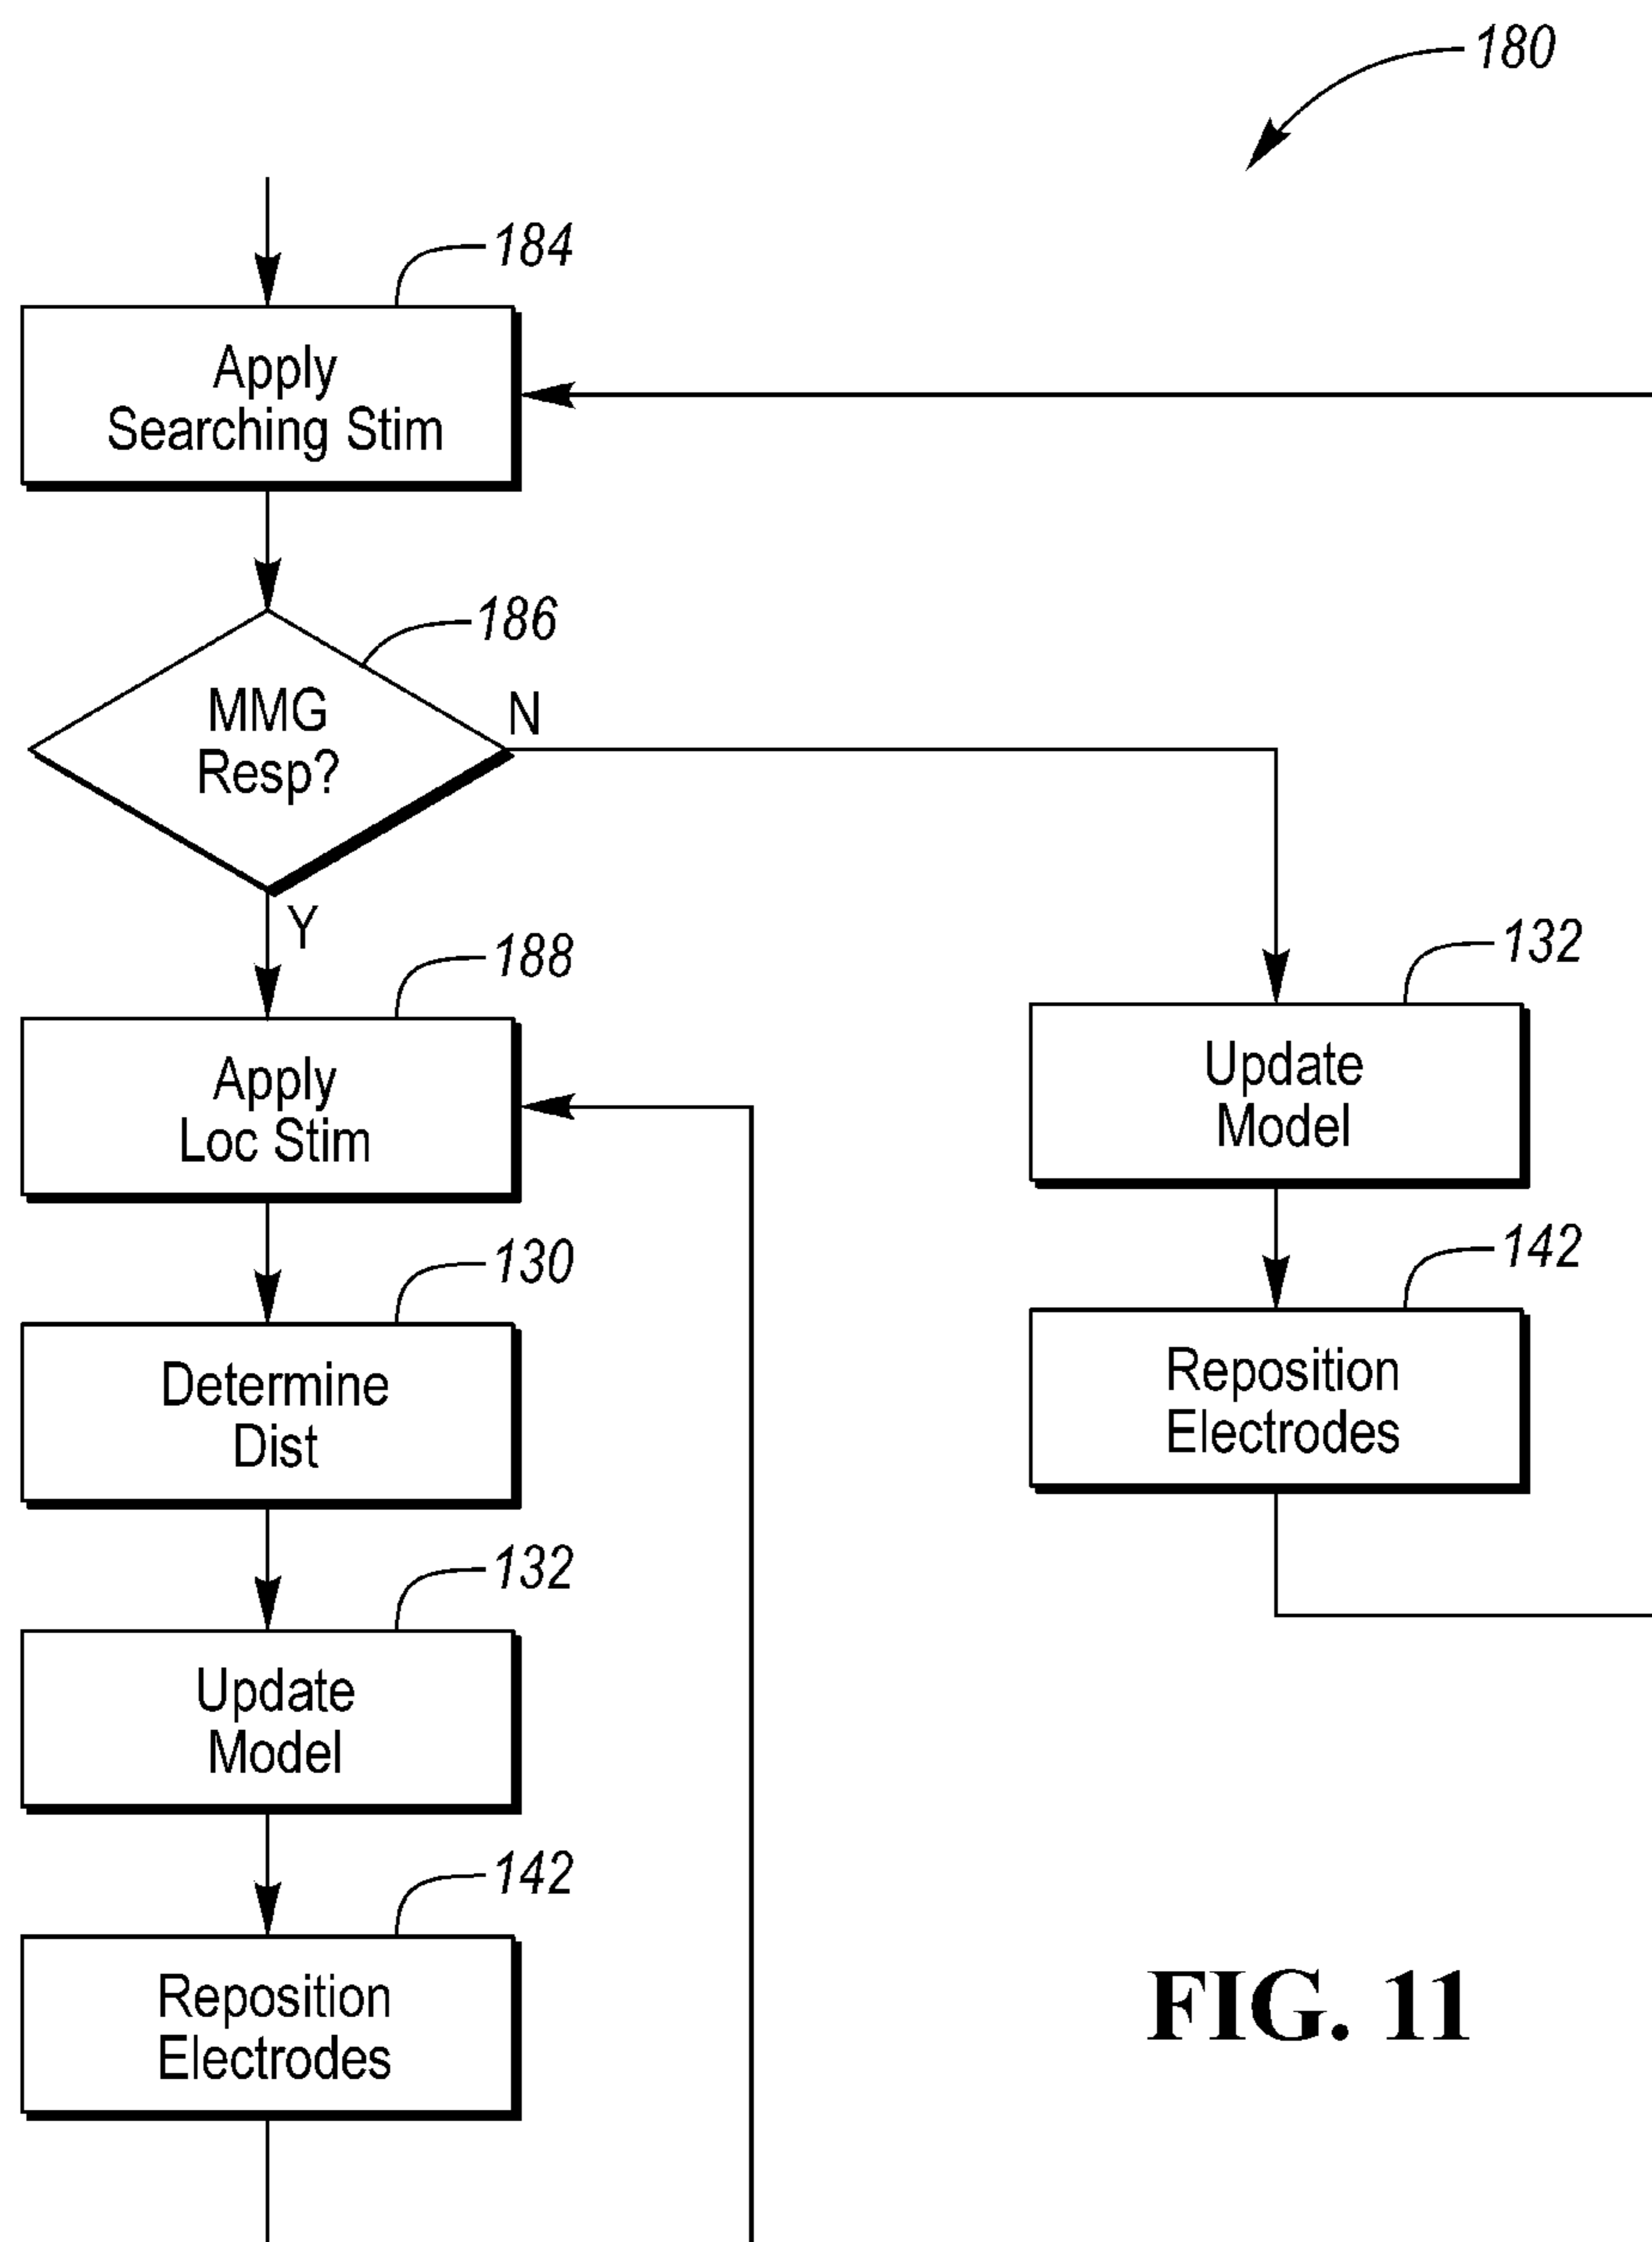 180
184
Apply
Searching Stim
186
MMG
Resp?
N
Y
188
Apply
Loc Stim
132
Update
Model
130
Determine
Dist
142
Reposition
Electrodes
132
Update
Model
142
Reposition
Electrodes
FIG. 11